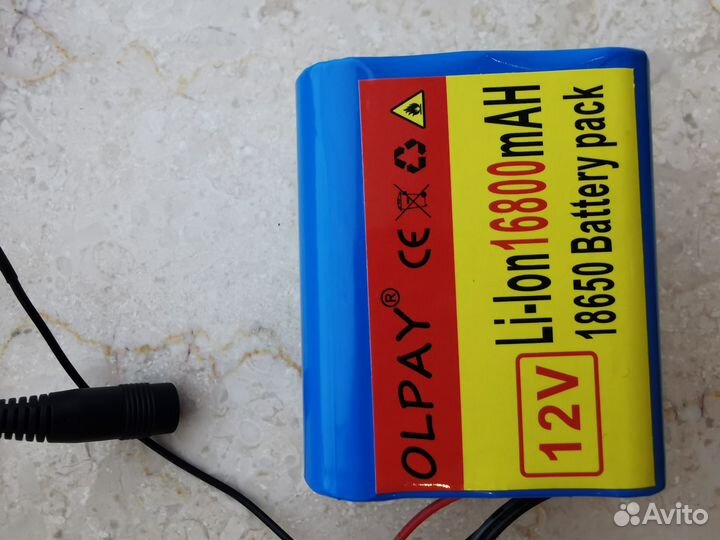 OLPAY® CE
12V
Li-Ion16800mAH
18650 Battery pack
Avito